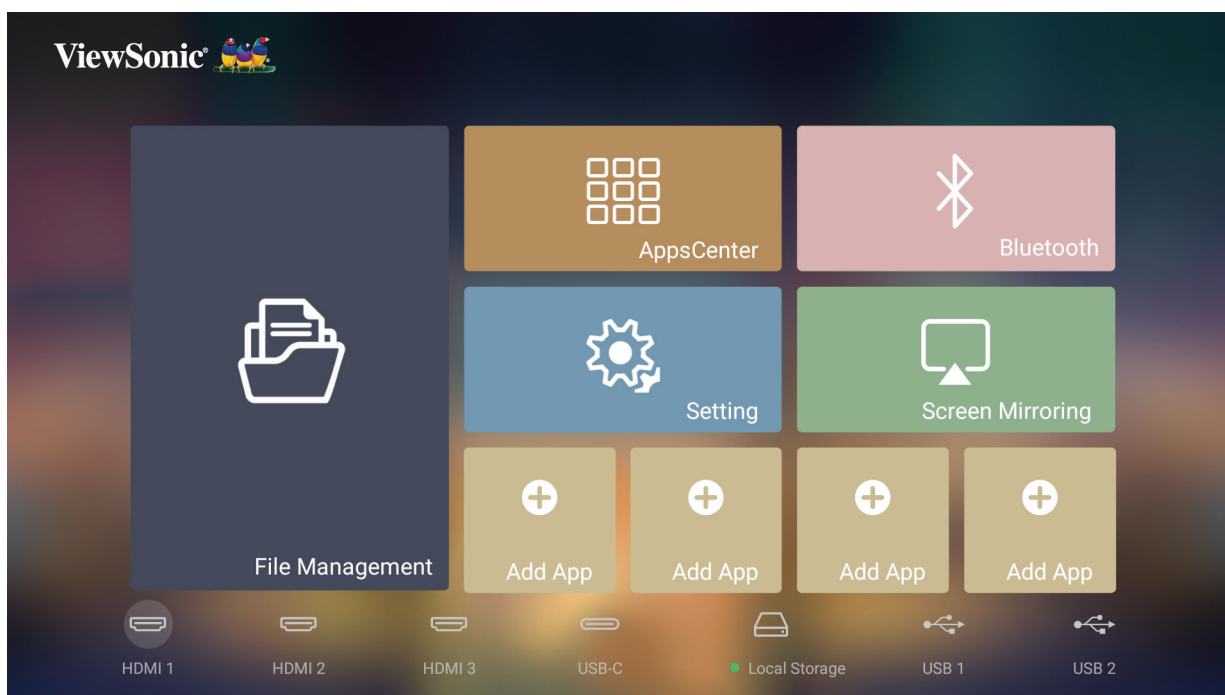 ViewSonic®
AppsCenter
Bluetooth
Setting
Screen Mirroring
File Management
Add App
Add App
Add App
Add App
HDMI 1
HDMI 2
HDMI 3
USB-C
Local Storage
USB 1
USB 2